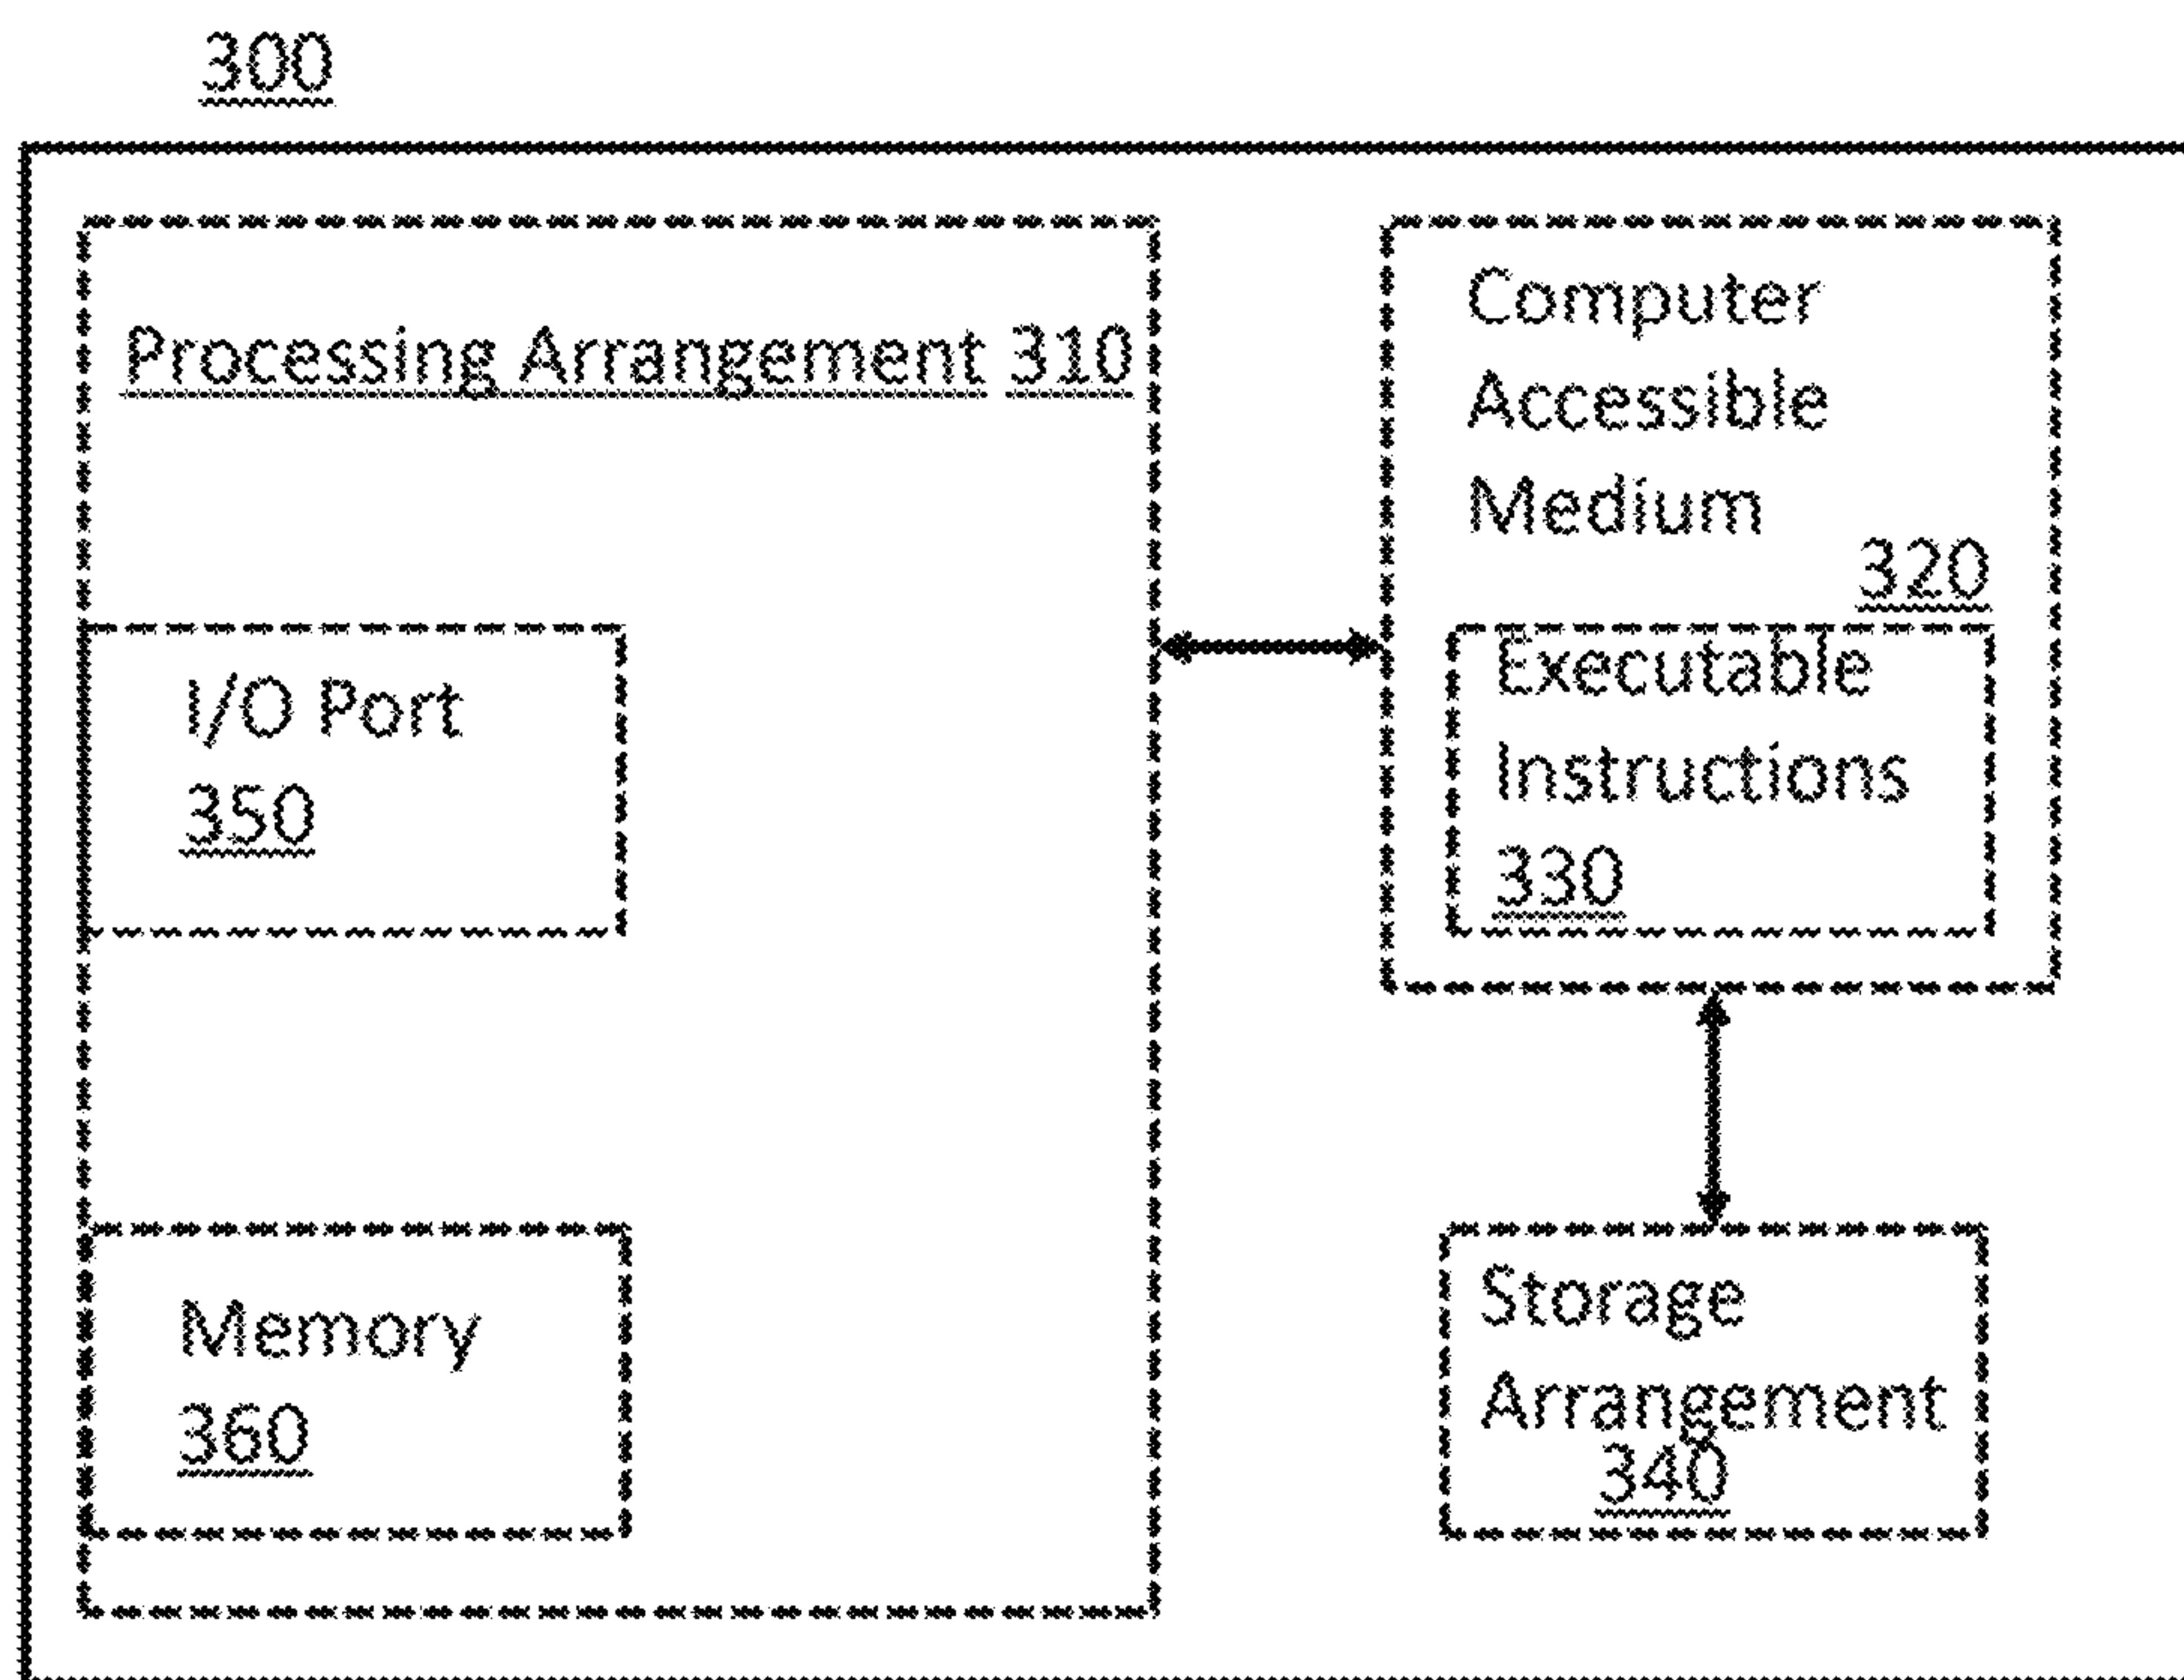 300
Processing Arrangement 310
I/O Port
350
Memory
360
Computer
Accessible
Medium
320
Executable
Instructions
330
Storage
Arrangement
340